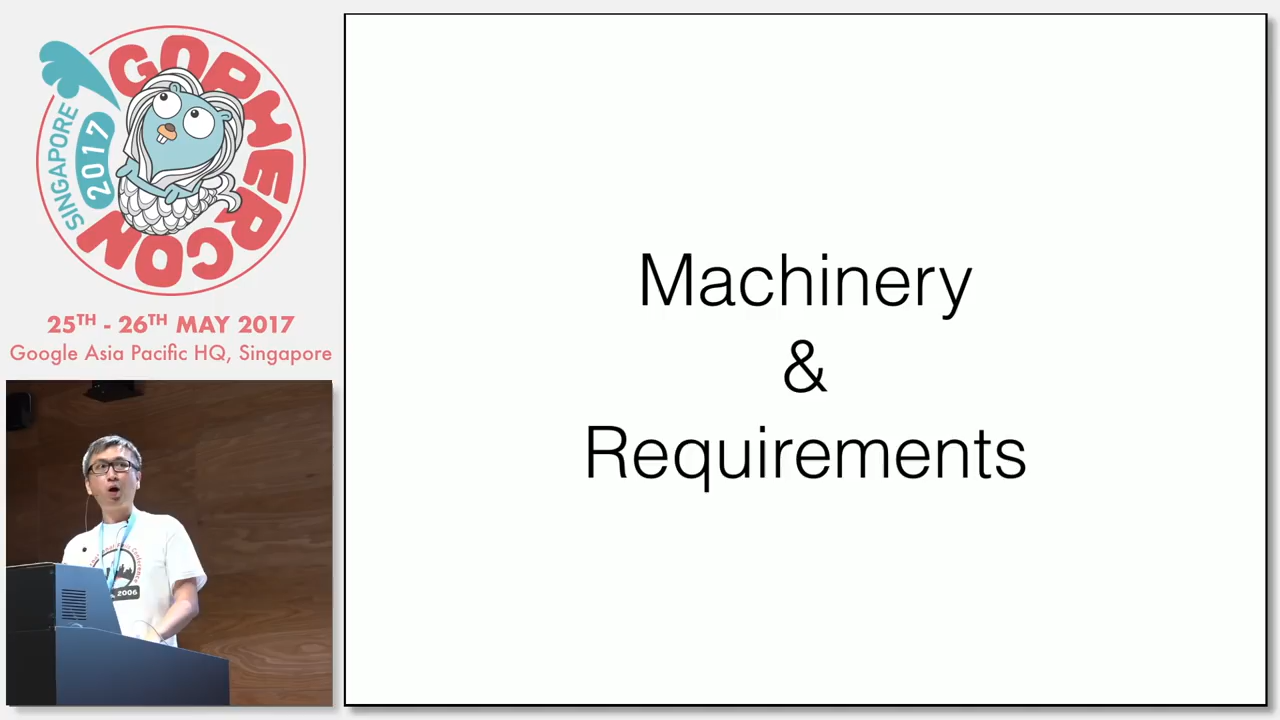 GOPHERCON
SINGAPORE
2017
25TH - 26TH MAY 2017
Google Asia Pacific HQ, Singapore
Machinery
&
Requirements
2006